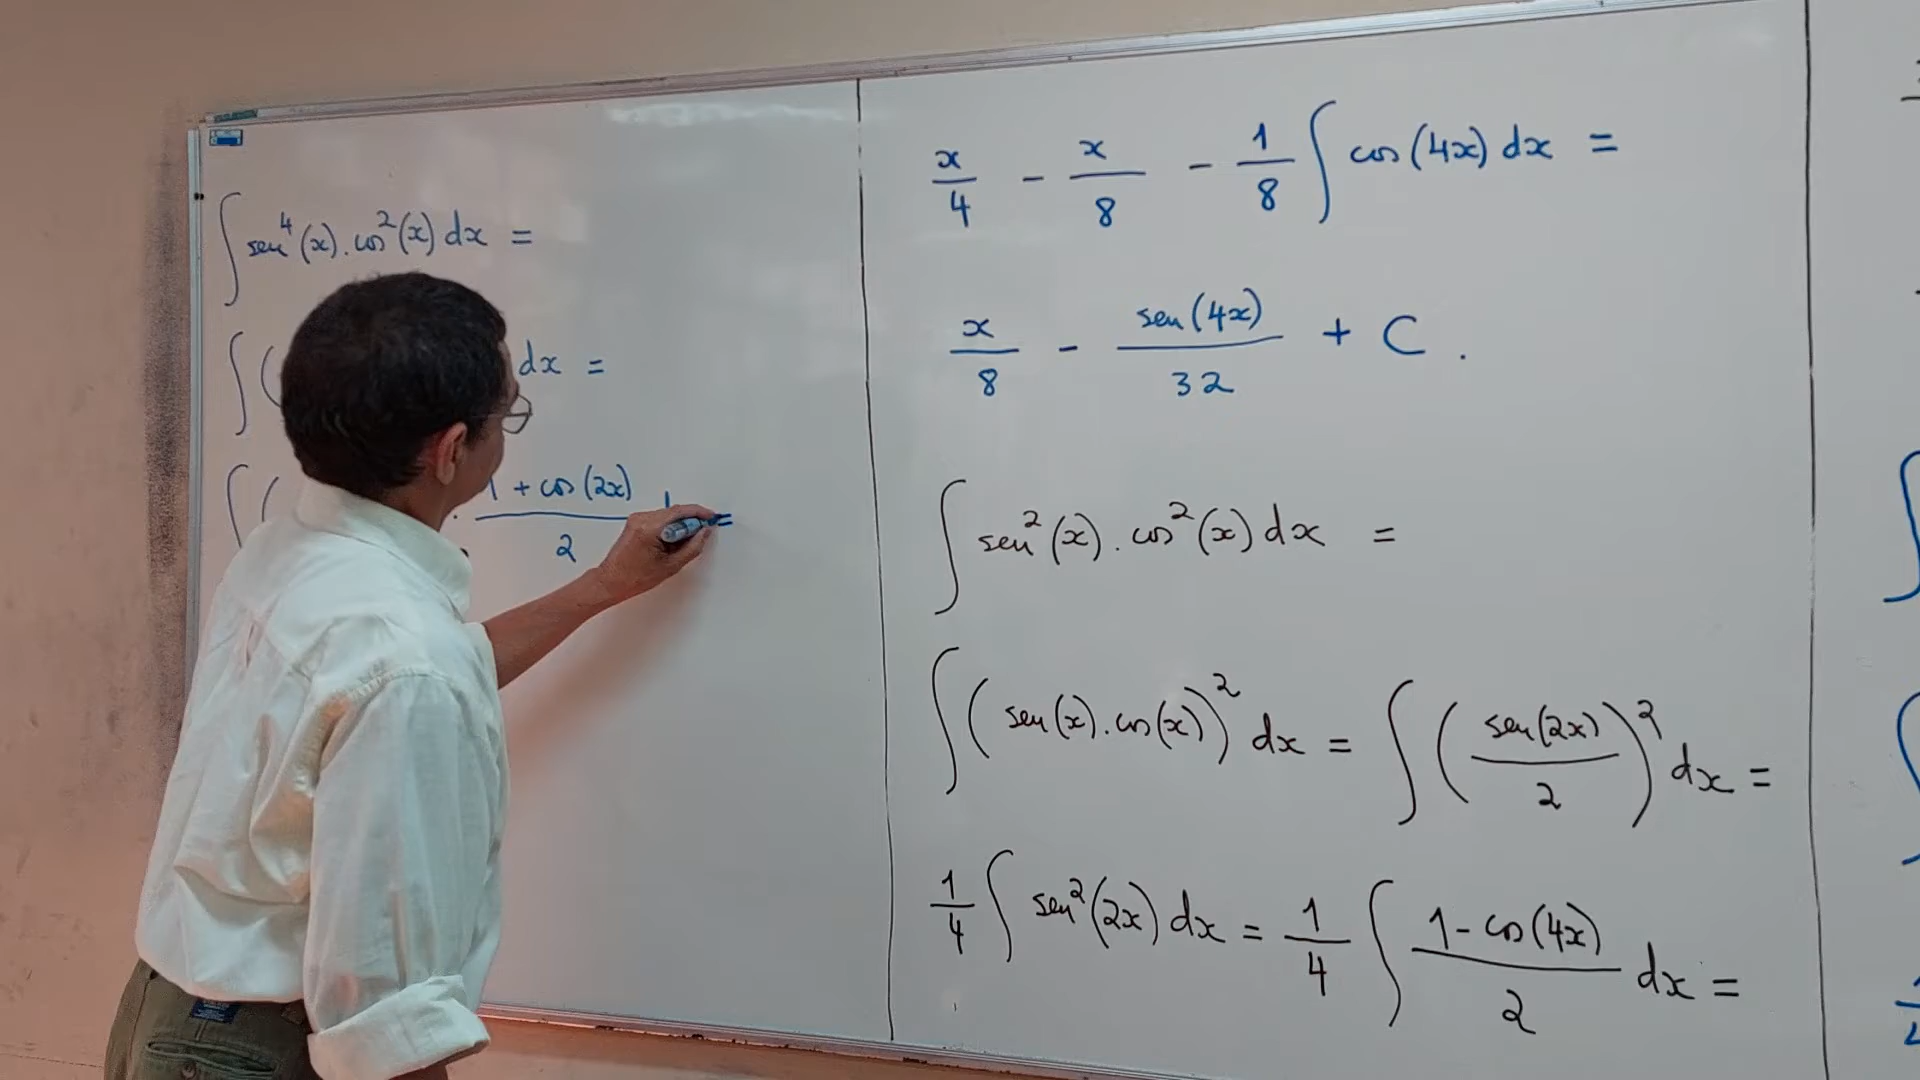 ∫ sen⁴(x).cos²(x) dx =
∫ ( dx =
∫ ( . 1 + cos(2x) / 2 =
x/4 - x/8 - 1/8 ∫ cos(4x) dx =
x/8 - sen(4x)/32 + C.
∫ sen²(x).cos²(x) dx =
∫ (sen(x).cos(x))² dx = ∫ (sen(2x)/2)² dx =
1/4 ∫ sen²(2x) dx = 1/4 ∫ 1-cos(4x) / 2 dx =